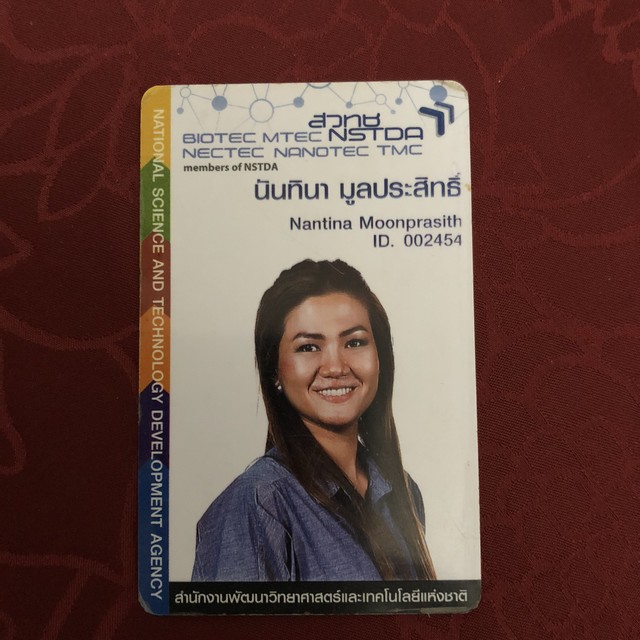 สวทช
BIOTEC MTEC NSTDA
NECTEC NANOTEC TMC
members of NSTDA
นันทินา มูลประสิทธิ์
Nantina Moonprasith
ID. 002454
NATIONAL SCIENCE AND TECHNOLOGY DEVELOPMENT AGENCY
สำนักงานพัฒนาวิทยาศาสตร์และเทคโนโลยีแห่งชาติ